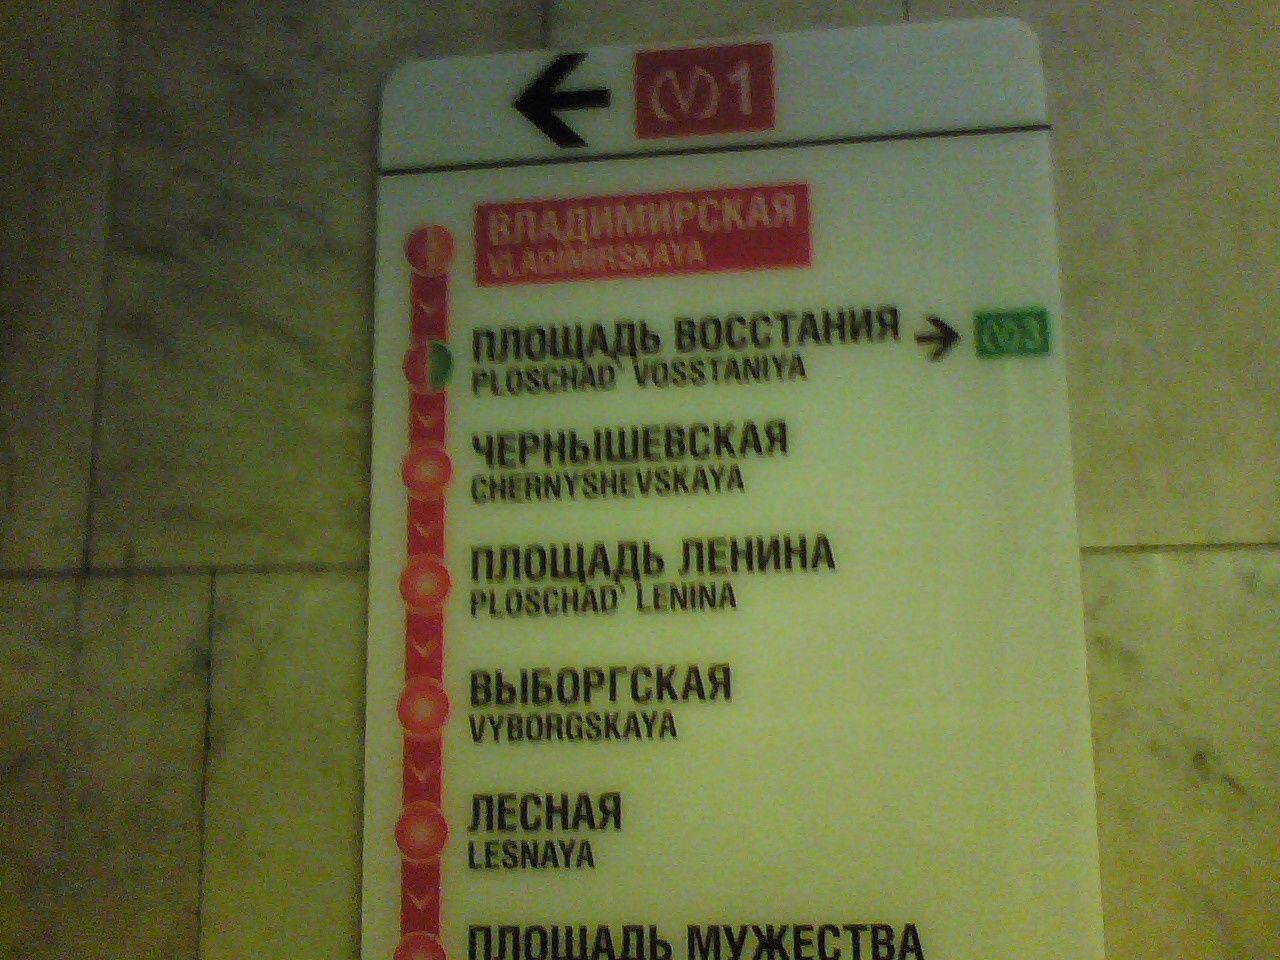 (V) 1
ВЛАДИМИРСКАЯ
VLADIMIRSKAYA
ПЛОЩАДЬ ВОССТАНИЯ
PLOSCHAD` VOSSTANIYA
(V) 3
ЧЕРНЫШЕВСКАЯ
CHERNYSHEVSKAYA
ПЛОЩАДЬ ЛЕНИНА
PLOSCHAD` LENINA
ВЫБОРГСКАЯ
VYBORGSKAYA
ЛЕСНАЯ
LESNAYA
ПЛОЩАДЬ МУЖЕСТВА